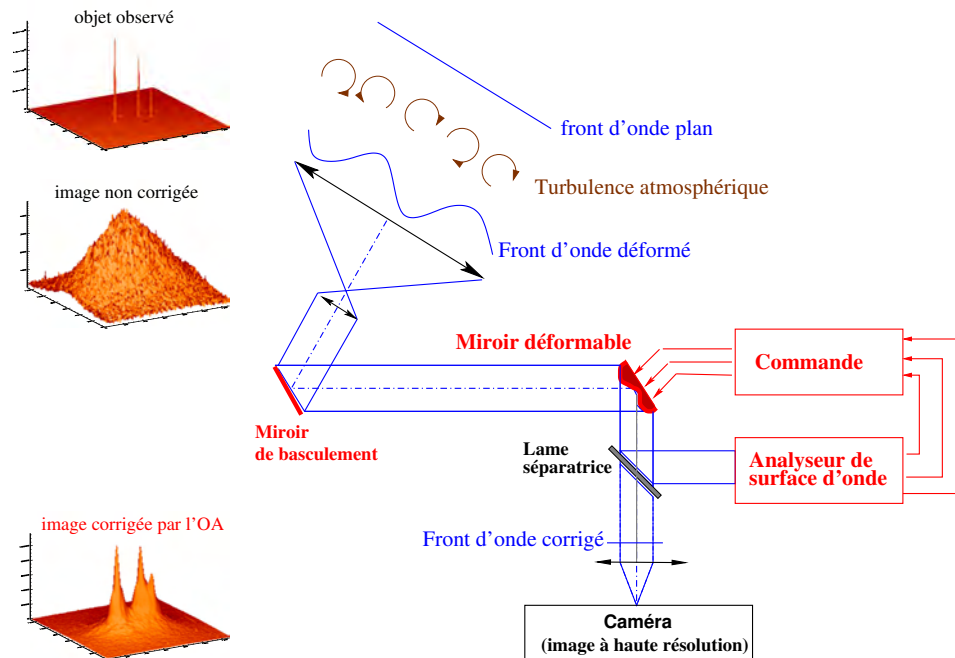 objet observé
front d'onde plan
Turbulence atmosphérique
image non corrigée
Front d'onde déformé
Miroir déformable
Commande
Miroir
de basculement
Lame
séparatrice
Analyseur de
surface d'onde
image corrigée par l'OA
Front d'onde corrigé
Caméra
(image à haute résolution)